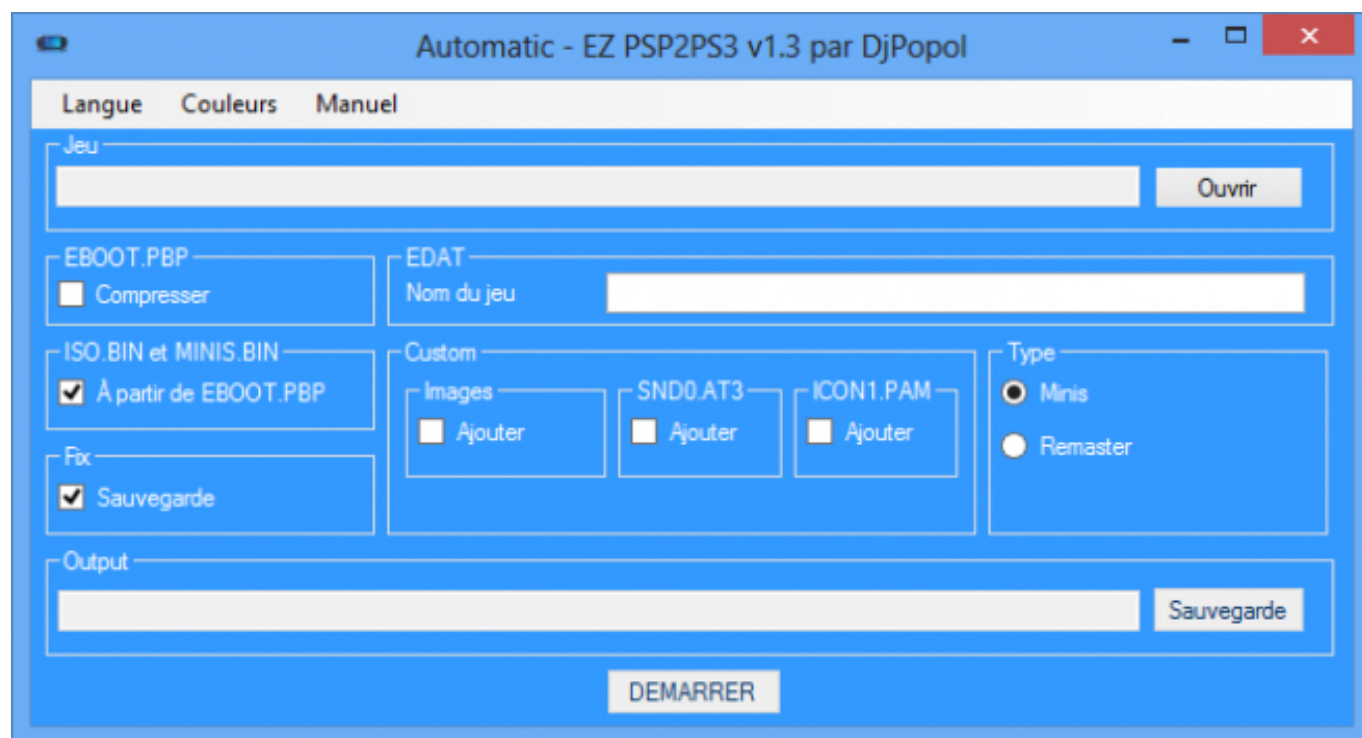 Automatic - EZ PSP2PS3 v1.3 par DjPopol
Langue Couleurs Manuel
Jeu
Ouvrir
EBOOT.PBP
Compresser
EDAT
Nom du jeu
ISO.BIN et MINIS.BIN
À partir de EBOOT.PBP
Fix
Sauvegarde
Custom
Images
Ajouter
SND0.AT3
Ajouter
ICON1.PAM
Ajouter
Type
Minis
Remaster
Output
Sauvegarde
DEMARRER